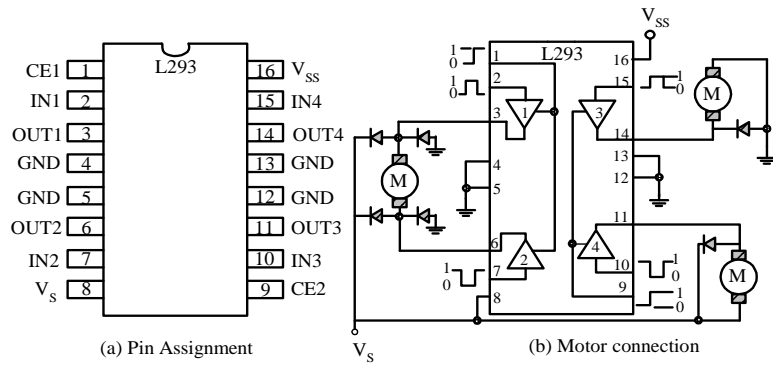 L293
CE1 1
IN1 2
OUT1 3
GND 4
GND 5
OUT2 6
IN2 7
VS 8
16 VSS
15 IN4
14 OUT4
13 GND
12 GND
11 OUT3
10 IN3
9 CE2
(a) Pin Assignment
VSS
L293
1
0
1
1
0
2
3
4
5
6
1
0
7
8
1
2
3
4
16
15
1
0
14
13
12
11
10
1
0
9
1
0
M
M
M
VS
(b) Motor connection